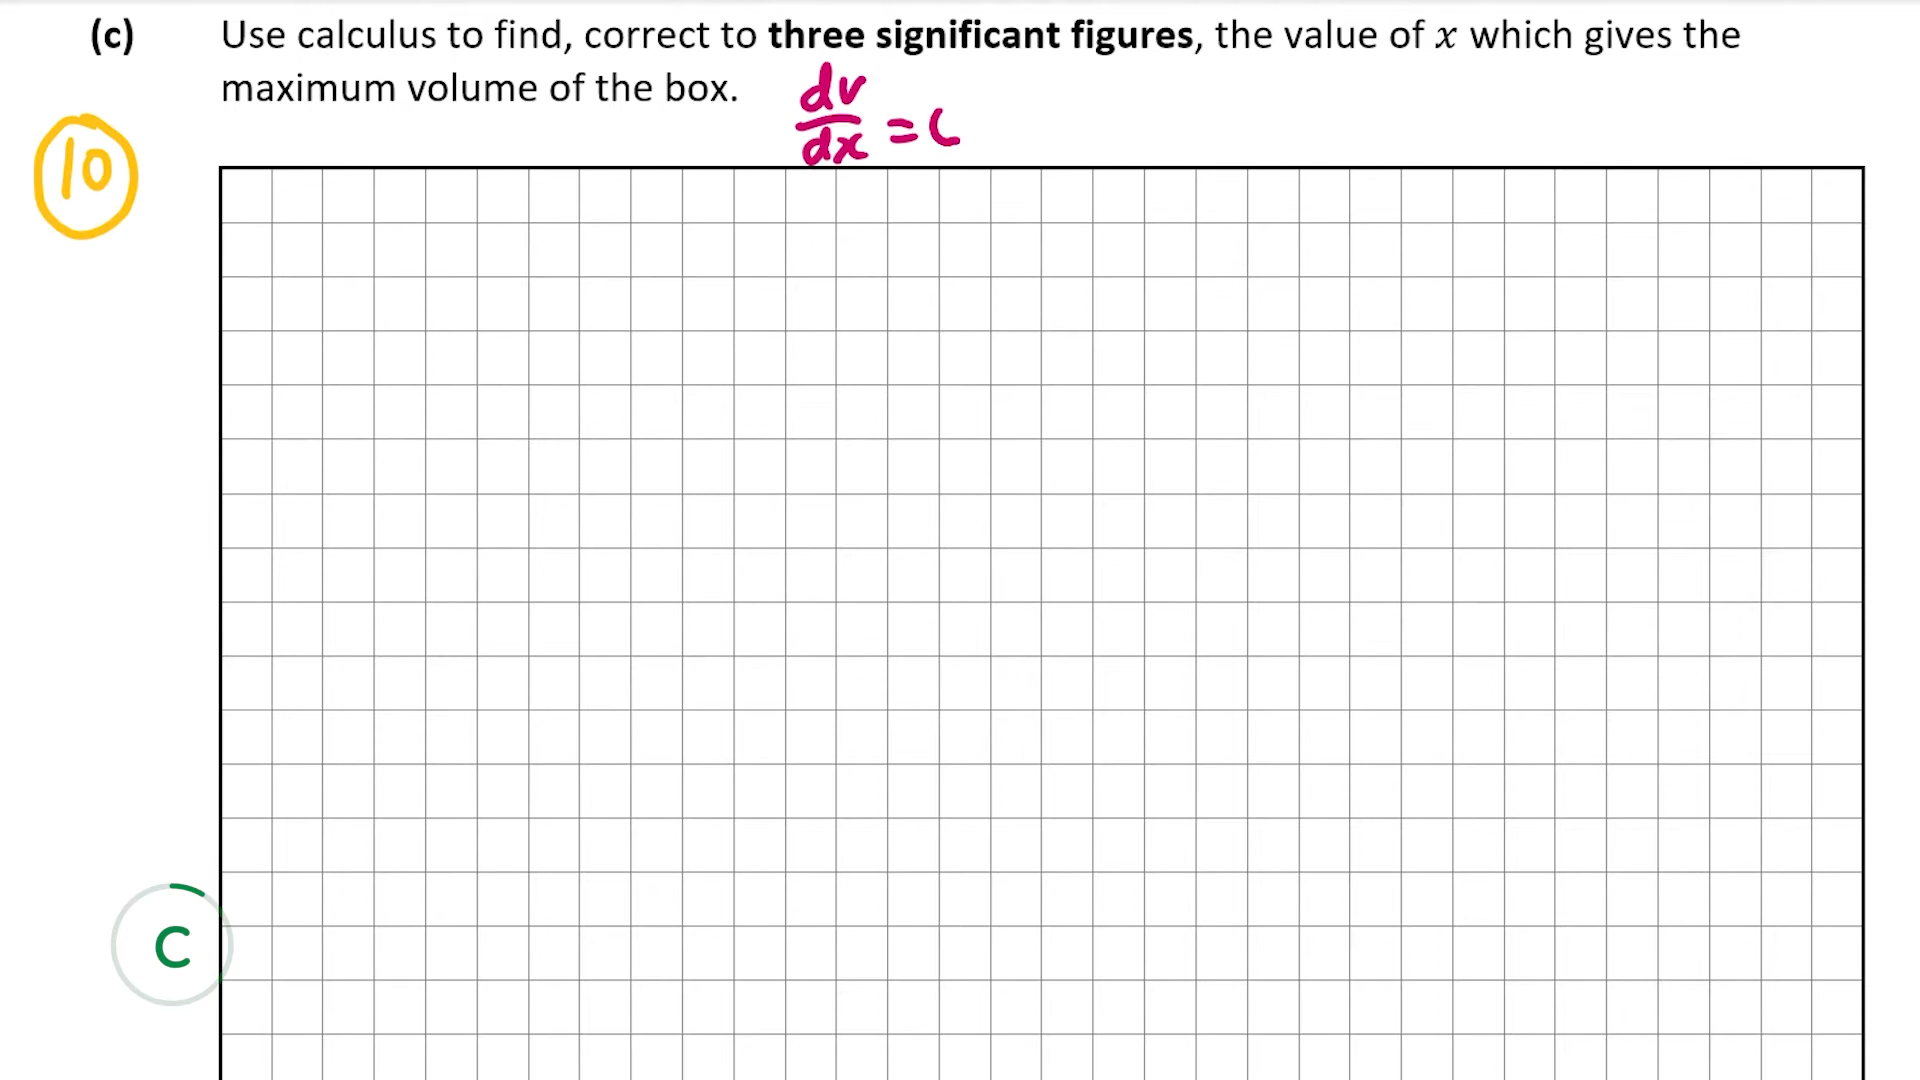 (c) Use calculus to find, correct to three significant figures, the value of x which gives the
maximum volume of the box.
dv
dx = 
10
C